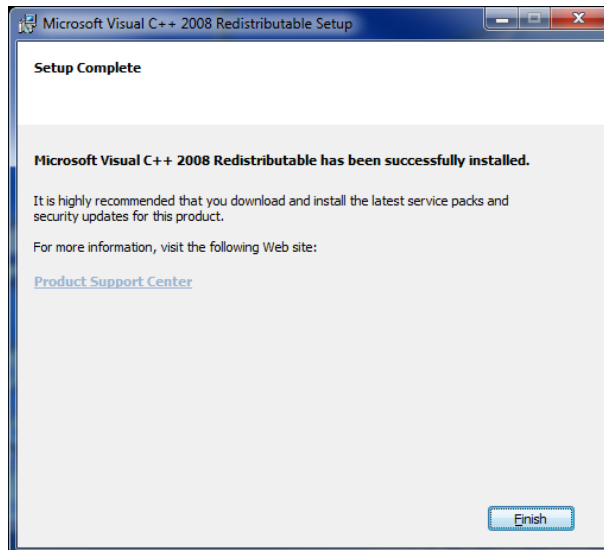 Microsoft Visual C++ 2008 Redistributable Setup
Setup Complete
Microsoft Visual C++ 2008 Redistributable has been successfully installed.
It is highly recommended that you download and install the latest service packs and
security updates for this product.
For more information, visit the following Web site:
Product Support Center
Finish